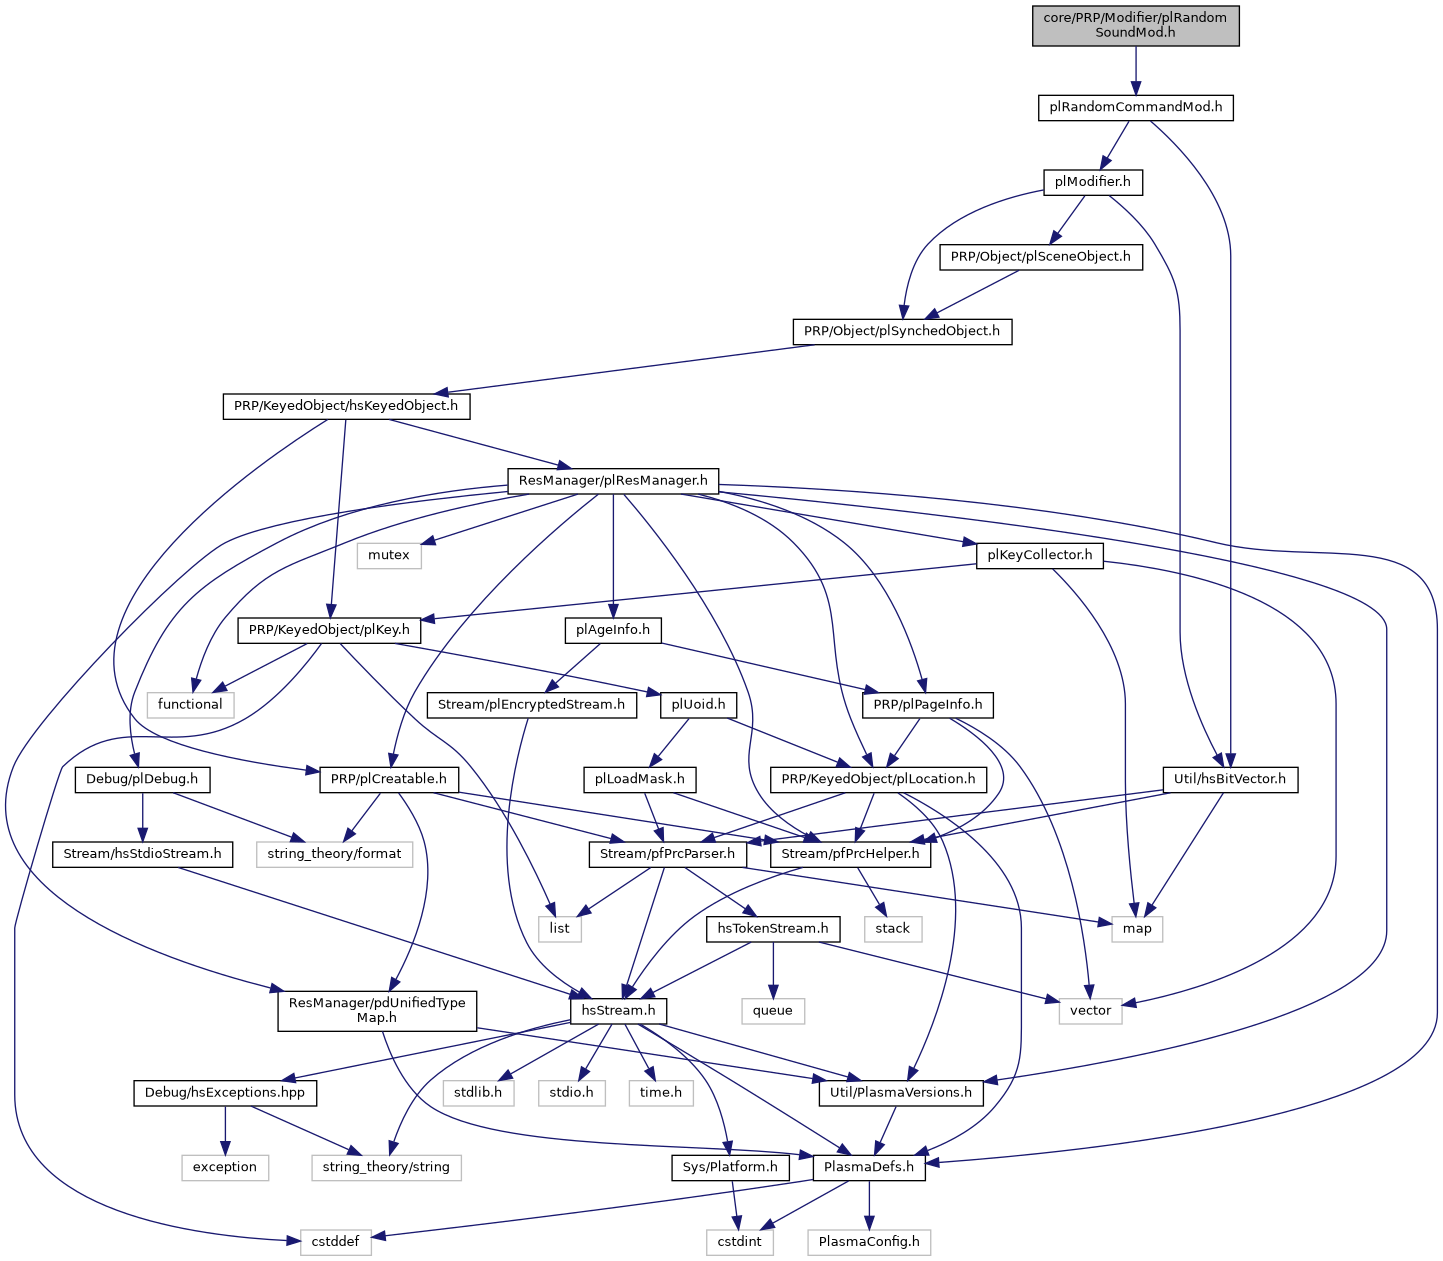 core/PRP/Modifier/plRandom
SoundMod.h
plRandomCommandMod.h
plModifier.h
PRP/Object/plSceneObject.h
PRP/Object/plSynchedObject.h
PRP/KeyedObject/hsKeyedObject.h
ResManager/plResManager.h
mutex
plKeyCollector.h
PRP/KeyedObject/plKey.h
plAgeInfo.h
functional
Stream/plEncryptedStream.h
plUoid.h
PRP/plPageInfo.h
Debug/plDebug.h
PRP/plCreatable.h
plLoadMask.h
PRP/KeyedObject/plLocation.h
Util/hsBitVector.h
Stream/hsStdioStream.h
string_theory/format
Stream/pfPrcParser.h
Stream/pfPrcHelper.h
list
hsTokenStream.h
stack
map
ResManager/pdUnifiedType
Map.h
hsStream.h
queue
vector
Debug/hsExceptions.hpp
stdlib.h
stdio.h
time.h
Util/PlasmaVersions.h
exception
string_theory/string
Sys/Platform.h
PlasmaDefs.h
cstddef
cstdint
PlasmaConfig.h